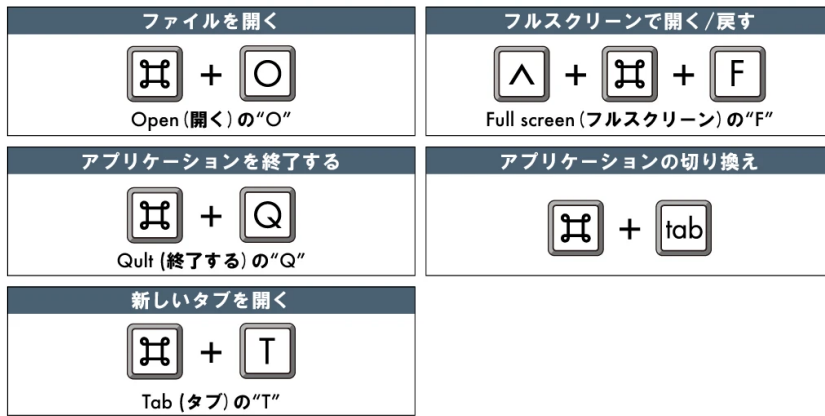 ファイルを開く
⌘ + O
Open(開く)の“O”
フルスクリーンで開く/戻す
^ + ⌘ + F
Full screen(フルスクリーン)の“F”
アプリケーションを終了する
⌘ + Q
Qult (終了する)の“Q”
アプリケーションの切り換え
⌘ + tab
新しいタブを開く
⌘ + T
Tab (タブ)の“T”